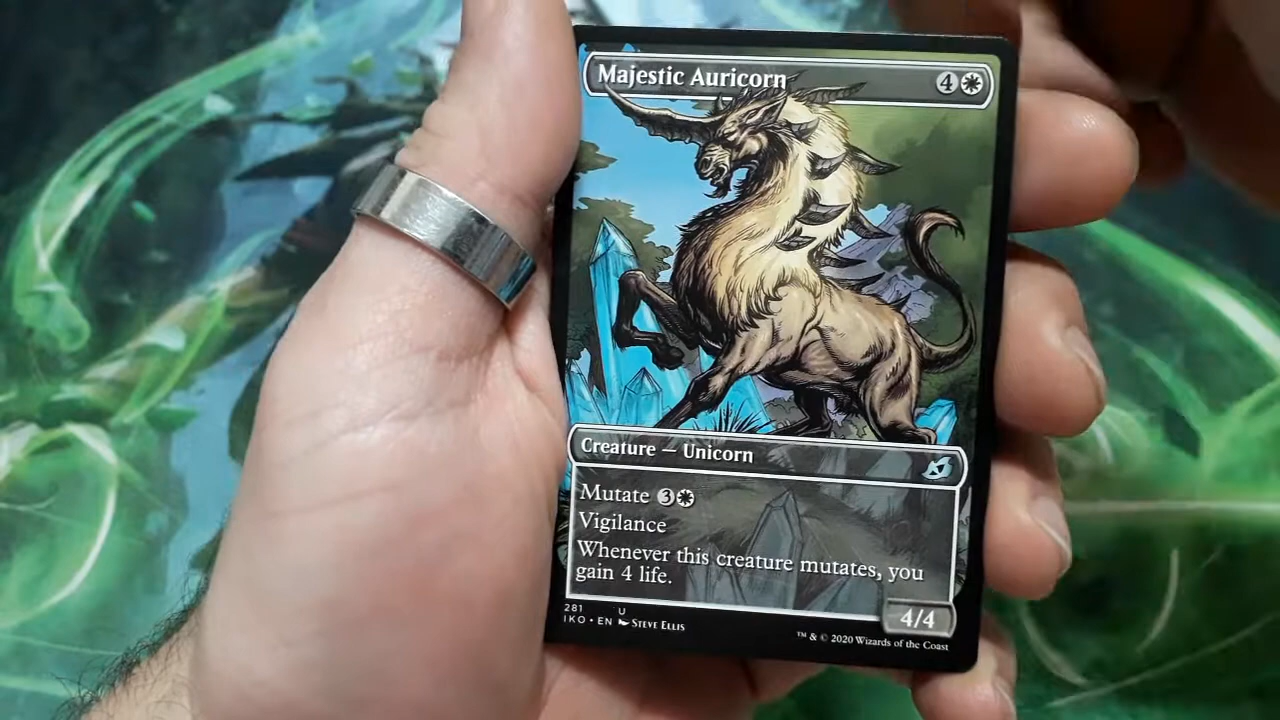 Majestic Auricorn 4
Creature — Unicorn
Mutate 3
Vigilance
Whenever this creature mutates, you
gain 4 life.
4/4
281 U
IKO • EN STEVE ELLIS
™ & © 2020 Wizards of the Coast